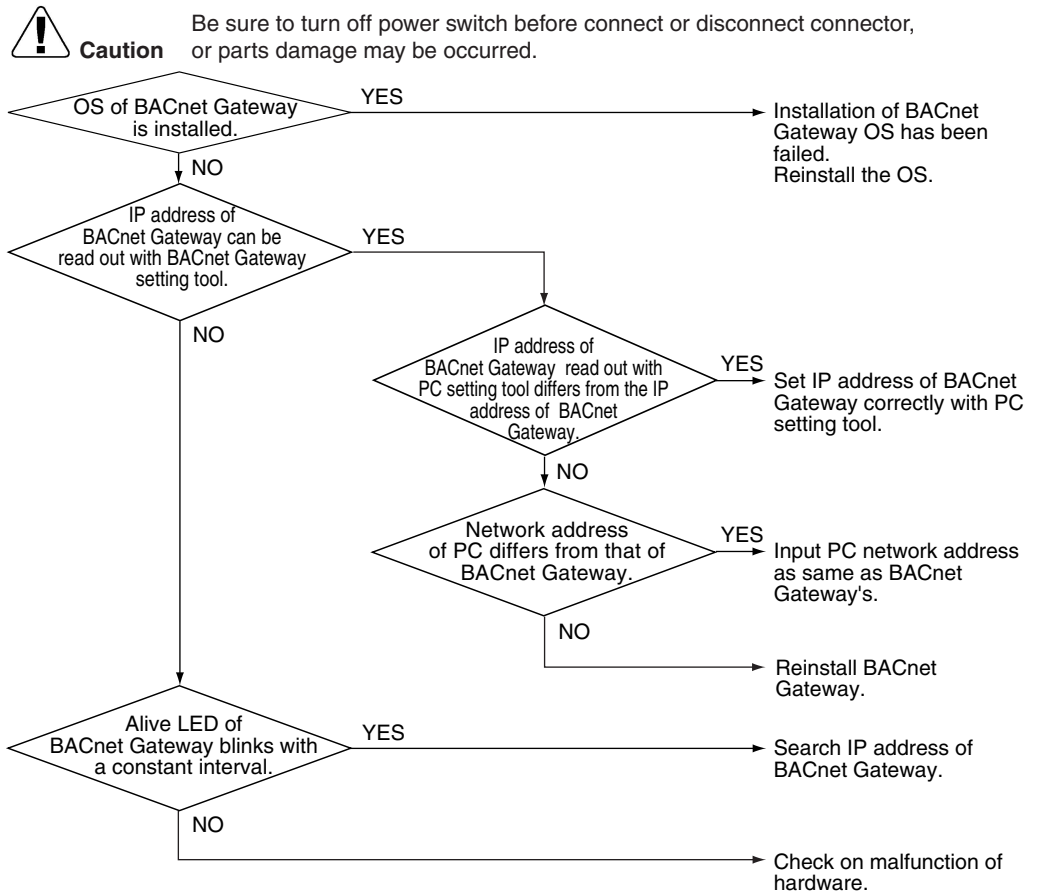 Be sure to turn off power switch before connect or disconnect connector,
Caution or parts damage may be occurred.
OS of BACnet Gateway
is installed.
YES
Installation of BACnet
Gateway OS has been
failed.
Reinstall the OS.
NO
IP address of
BACnet Gateway can be
read out with BACnet Gateway
setting tool.
YES
NO
IP address of
BACnet Gateway read out with
PC setting tool differs from the IP
address of BACnet
Gateway.
YES
Set IP address of BACnet
Gateway correctly with PC
setting tool.
NO
Network address
of PC differs from that of
BACnet Gateway.
YES
Input PC network address
as same as BACnet
Gateway's.
NO
Reinstall BACnet
Gateway.
Alive LED of
BACnet Gateway blinks with
a constant interval.
YES
Search IP address of
BACnet Gateway.
NO
Check on malfunction of
hardware.